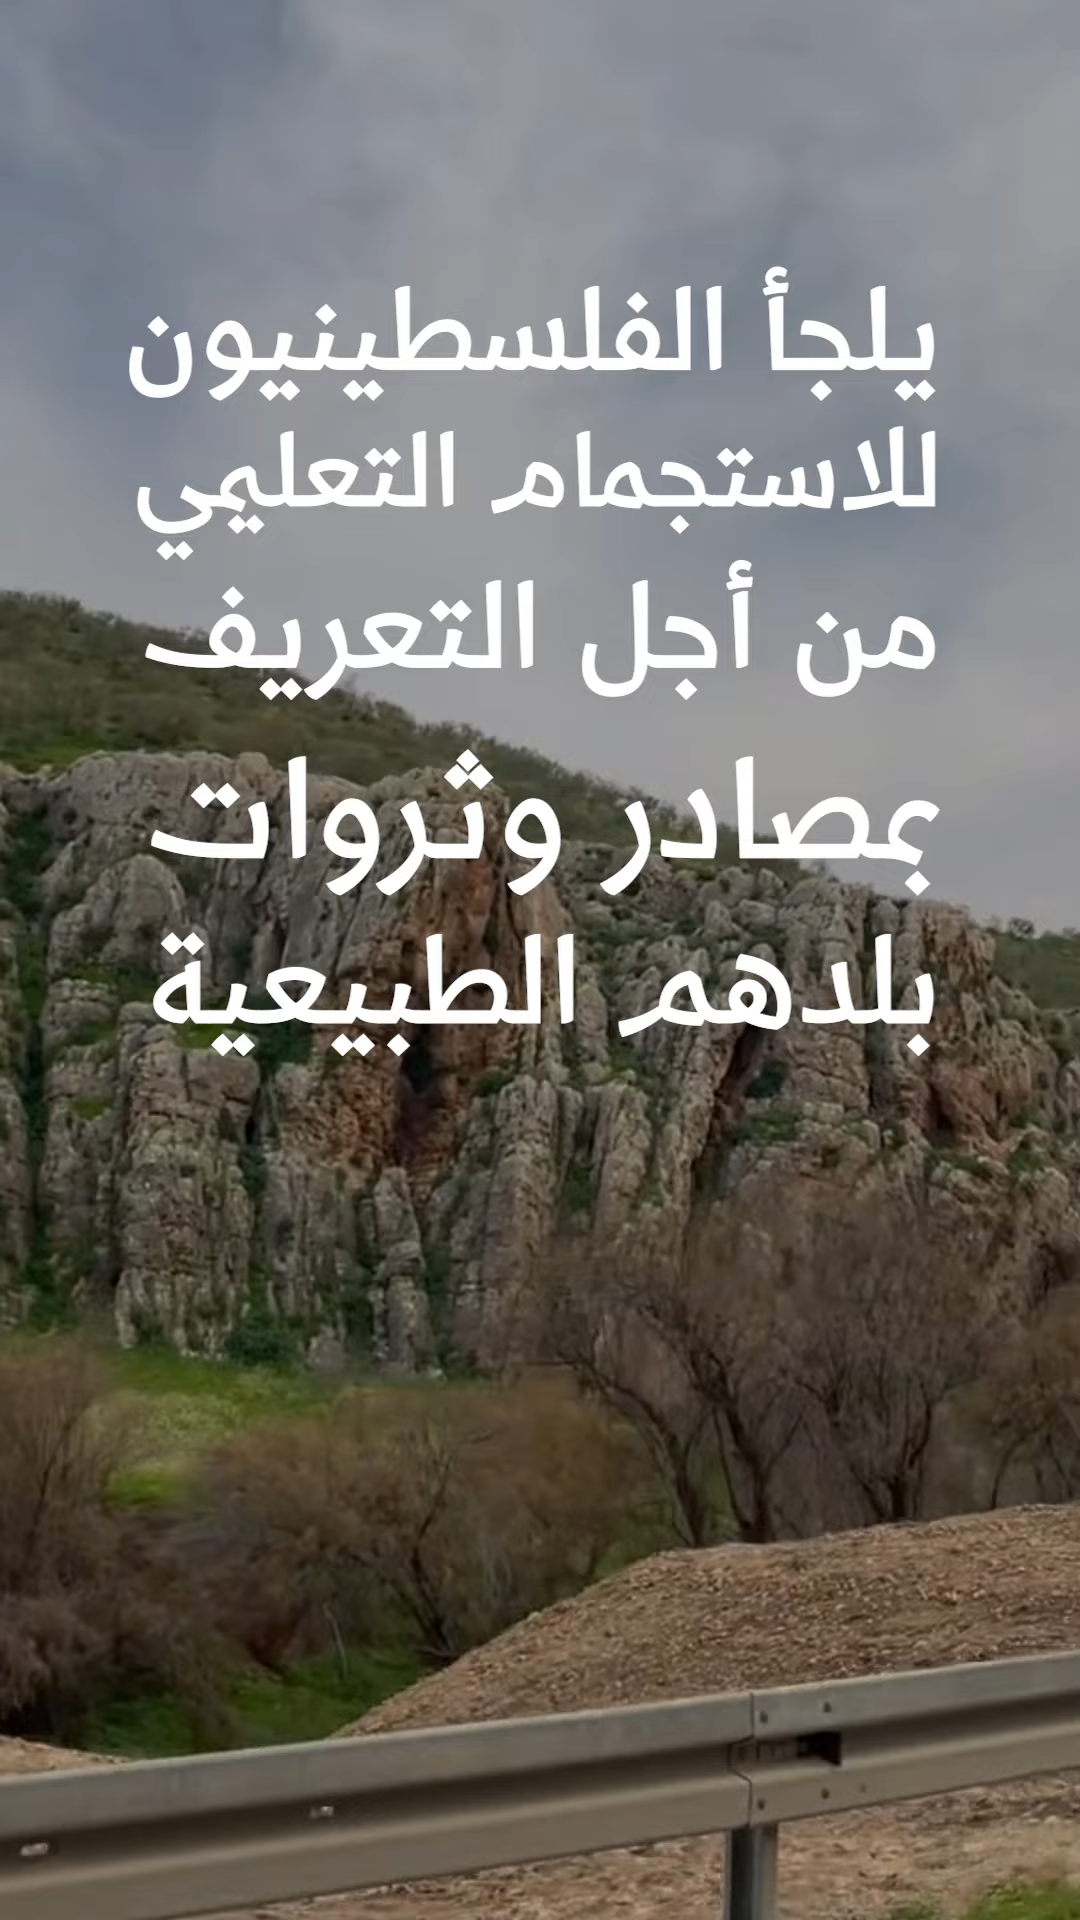 يلجأ الفلسطينيون
للاستجمام التعليمي
من أجل التعريف
بمصادر وثروات
بلدهم الطبيعية